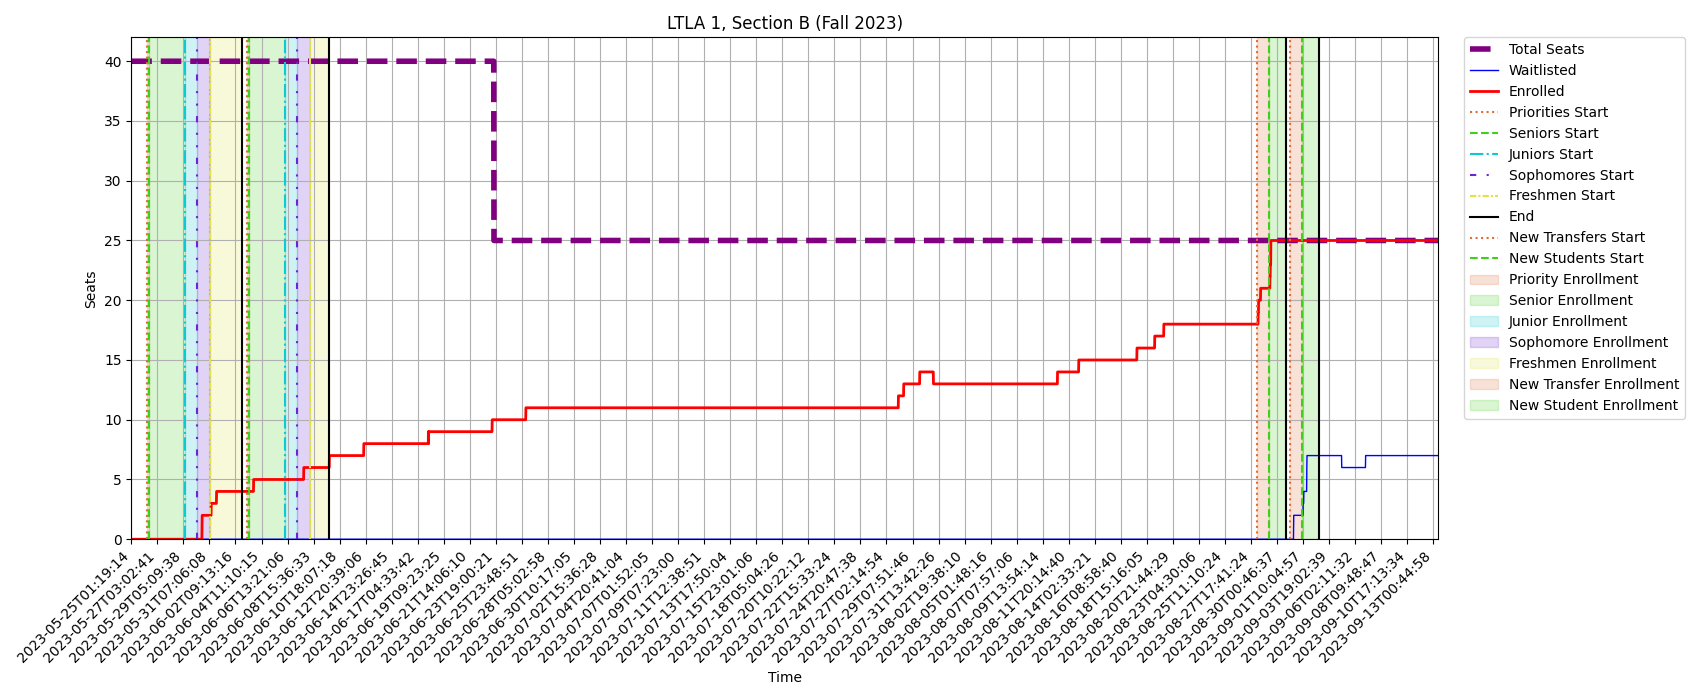 LTLA 1, Section B (Fall 2023)
Seats
40
35
30
25
20
15
10
5
0
2023-05-25T01:19:14
2023-05-27T03:02:41
2023-05-29T05:09:38
2023-05-31T07:06:08
2023-06-02T09:13:16
2023-06-04T11:10:15
2023-06-06T13:21:06
2023-06-08T15:36:33
2023-06-10T18:07:18
2023-06-12T20:39:06
2023-06-14T23:26:45
2023-06-17T04:33:42
2023-06-19T09:23:25
2023-06-21T14:06:10
2023-06-23T19:00:21
2023-06-25T23:48:51
2023-06-28T05:02:58
2023-06-30T10:17:05
2023-07-02T15:36:28
2023-07-04T20:41:04
2023-07-07T01:52:05
2023-07-09T07:23:00
2023-07-11T12:38:51
2023-07-13T17:50:04
2023-07-15T23:01:06
2023-07-18T05:04:26
2023-07-20T10:22:12
2023-07-22T15:33:24
2023-07-24T20:47:38
2023-07-27T02:14:54
2023-07-29T07:51:46
2023-07-31T13:42:26
2023-08-02T19:38:10
2023-08-05T01:48:16
2023-08-07T07:57:06
2023-08-09T13:54:14
2023-08-11T20:14:40
2023-08-14T02:33:21
2023-08-16T08:58:40
2023-08-18T15:16:05
2023-08-20T21:44:29
2023-08-23T04:30:06
2023-08-25T11:10:24
2023-08-27T17:41:24
2023-08-30T00:46:37
2023-09-01T10:04:57
2023-09-03T19:02:39
2023-09-06T02:11:32
2023-09-08T09:48:47
2023-09-10T17:13:34
2023-09-13T00:44:58
Time
Total Seats
Waitlisted
Enrolled
Priorities Start
Seniors Start
Juniors Start
Sophomores Start
Freshmen Start
End
New Transfers Start
New Students Start
Priority Enrollment
Senior Enrollment
Junior Enrollment
Sophomore Enrollment
Freshmen Enrollment
New Transfer Enrollment
New Student Enrollment